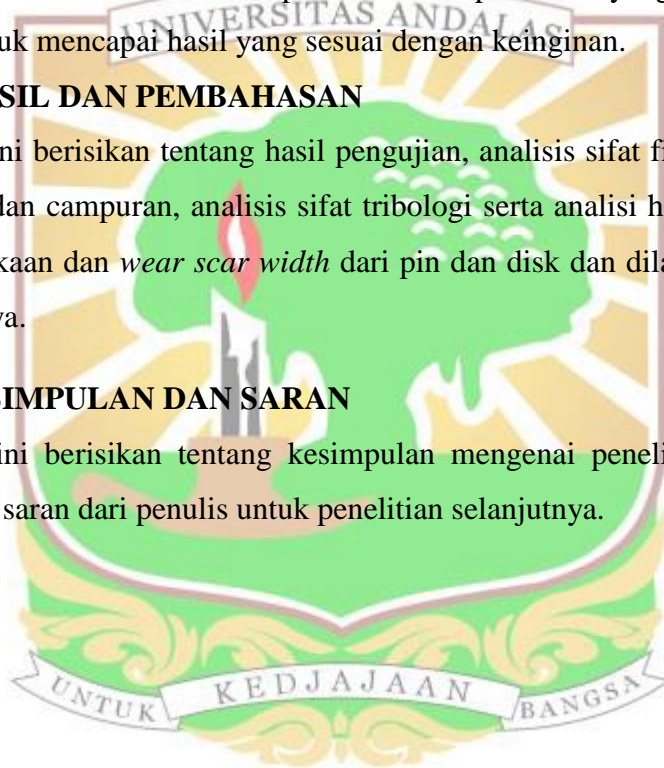 UNIVERSITAS ANDALAS
uk mencapai hasil yang sesuai dengan keinginan.
SIL DAN PEMBAHASAN
ni berisikan tentang hasil pengujian, analisis sifat fi
dan campuran, analisis sifat tribologi serta analisi h
kaan dan wear scar width dari pin dan disk dan dila
a.
SIMPULAN DAN SARAN
ini berisikan tentang kesimpulan mengenai peneli
saran dari penulis untuk penelitian selanjutnya.
UNTUK KEDJAJAAN BANGSA